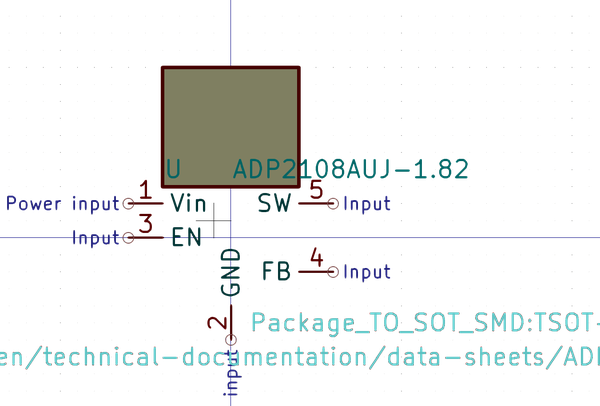 U ADP2108AUJ-1.82
Power input 1 Vin SW 5 Input
Input 3 EN
GND FB 4 Input
2 Package_TO_SOT_SMD:TSOT-
en/technical-documentation/data-sheets/AD
input